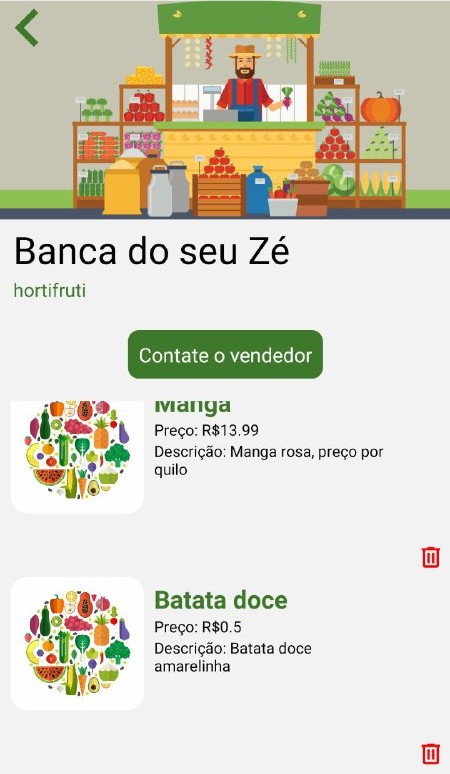 Banca do seu Zé
hortifruti
Contate o vendedor
Manga
Preço: R$13.99
Descrição: Manga rosa, preço por
quilo
Batata doce
Preço: R$0.5
Descrição: Batata doce
amarelinha